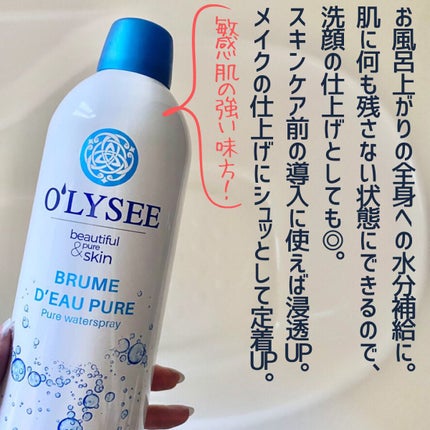 お風呂上がりの全身への水分補給に。
肌に何も残さない状態にできるので、
洗顔の仕上げとしても◎。
スキンケア前の導入に使えば浸透UP。
メイクの仕上げにシュッとして定着UP。
敏感肌の強い味方！
O'LYSEE
beautiful
pure
&skin
BRUME
D'EAU PURE
Pure waterspray